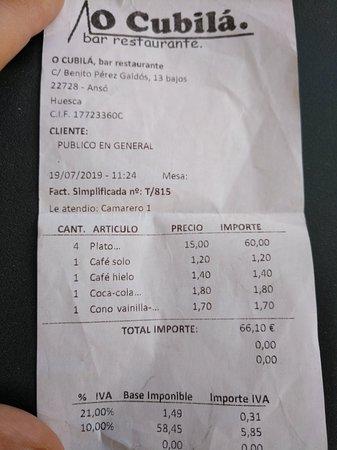 O Cubilá.
bar restaurante.
O CUBILÁ, bar restaurante
C/ Benito Pérez Galdós, 13 bajos
22728 - Ansó
Huesca
C.I.F. 17723360C
CLIENTE:
PUBLICO EN GENERAL
.
19/07/2019 - 11:24 Mesa:
Fact. Simplificada nº: T/815
Le atendio: Camarero 1
CANT. ARTICULO PRECIO IMPORTE
4 Plato... 15,00 60,00
1 Café solo 1,20 1,20
1 Café hielo 1,40 1,40
1 Coca-cola... 1,80 1,80
1 Cono vainilla-... 1,70 1,70
TOTAL IMPORTE: 66,10 €
0,00
0,00
% IVA Base Imponible Importe IVA
21,00% 1,49 0,31
10,00% 58,45 5,85
0,00 0,00